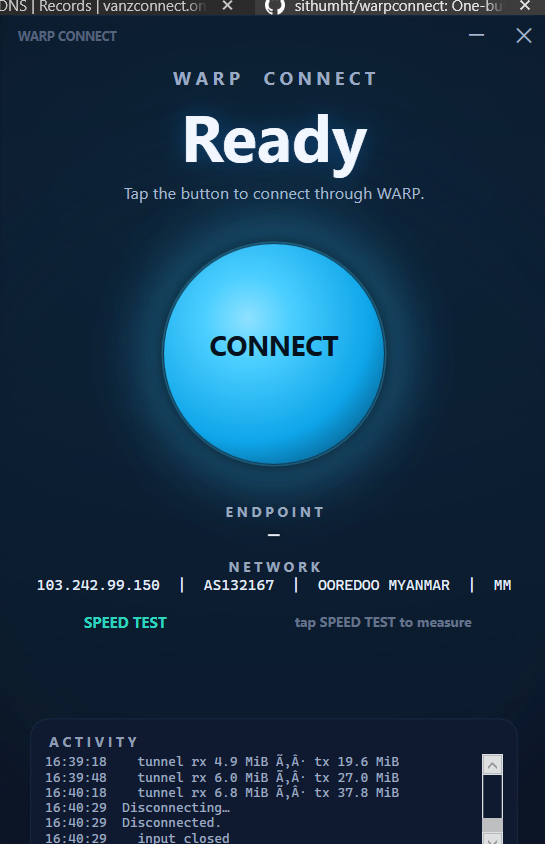 DNS | Records | vanzconnect.on
sithumht/warpconnect: One-bu
WARP CONNECT
WARP CONNECT
Ready
Tap the button to connect through WARP.
CONNECT
ENDPOINT
—
NETWORK
103.242.99.150 | AS132167 | OOREDOO MYANMAR | MM
SPEED TEST tap SPEED TEST to measure
ACTIVITY
16:39:18 tunnel rx 4.9 MiB Ã‚Â· tx 19.6 MiB
16:39:48 tunnel rx 6.0 MiB Ã‚Â· tx 27.0 MiB
16:40:18 tunnel rx 6.8 MiB Ã‚Â· tx 37.8 MiB
16:40:29 Disconnecting…
16:40:29 Disconnected.
16:40:29 input closed